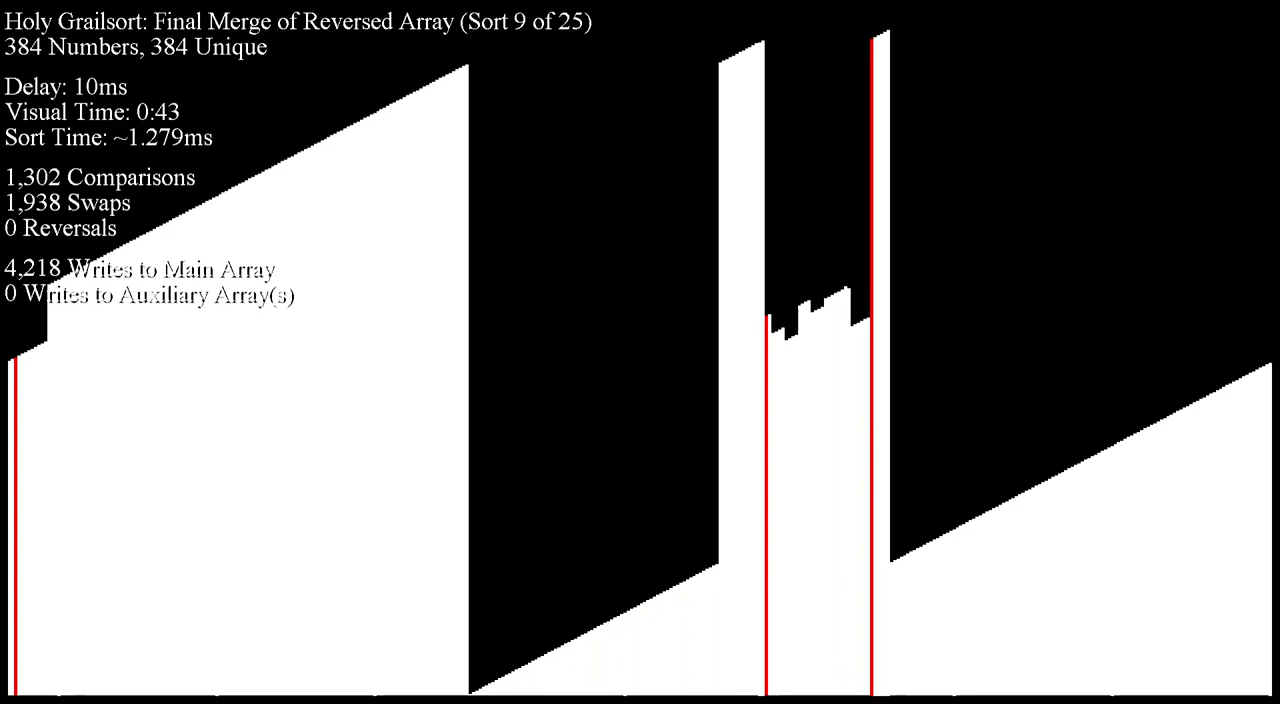 Holy Grailsort: Final Merge of Reversed Array (Sort 9 of 25)
384 Numbers, 384 Unique
Delay: 10ms
Visual Time: 0:43
Sort Time: ~1.279ms
1,302 Comparisons
1,938 Swaps
0 Reversals
4,218 Writes to Main Array
0 Writes to Auxiliary Array(s)